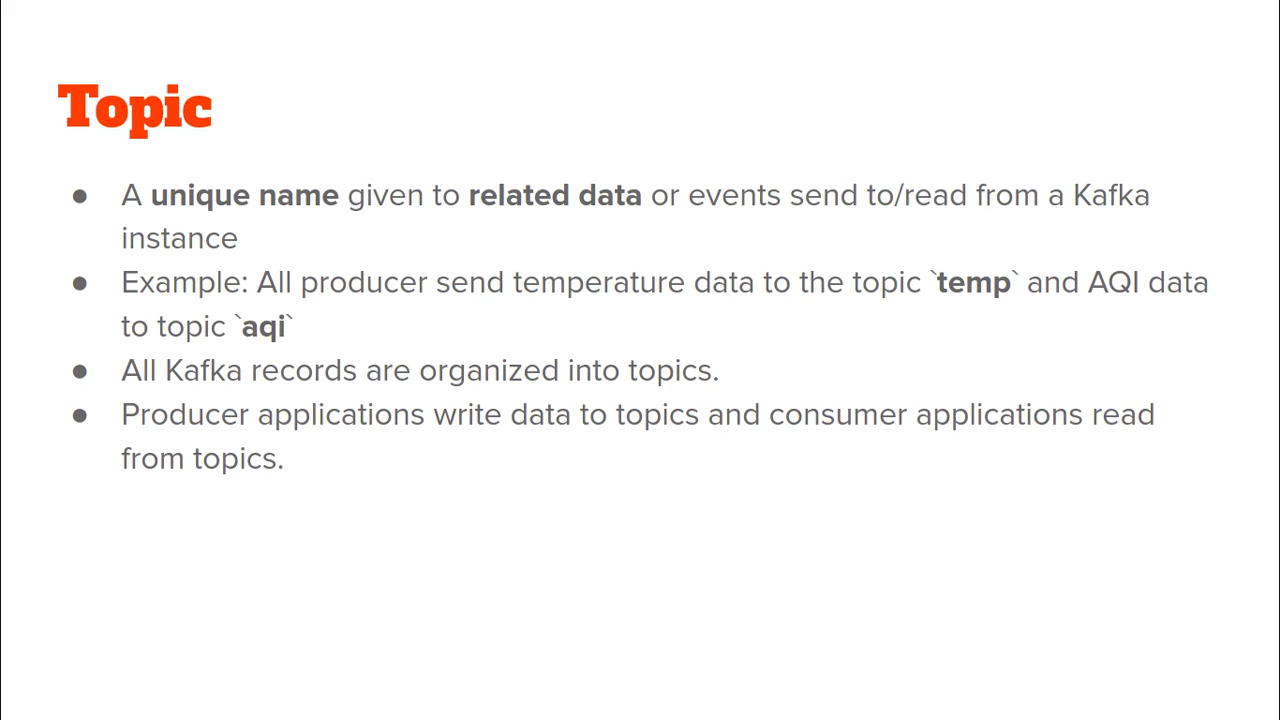 Topic
● A unique name given to related data or events send to/read from a Kafka
instance
● Example: All producer send temperature data to the topic `temp` and AQI data
to topic `aqi`
● All Kafka records are organized into topics.
● Producer applications write data to topics and consumer applications read
from topics.